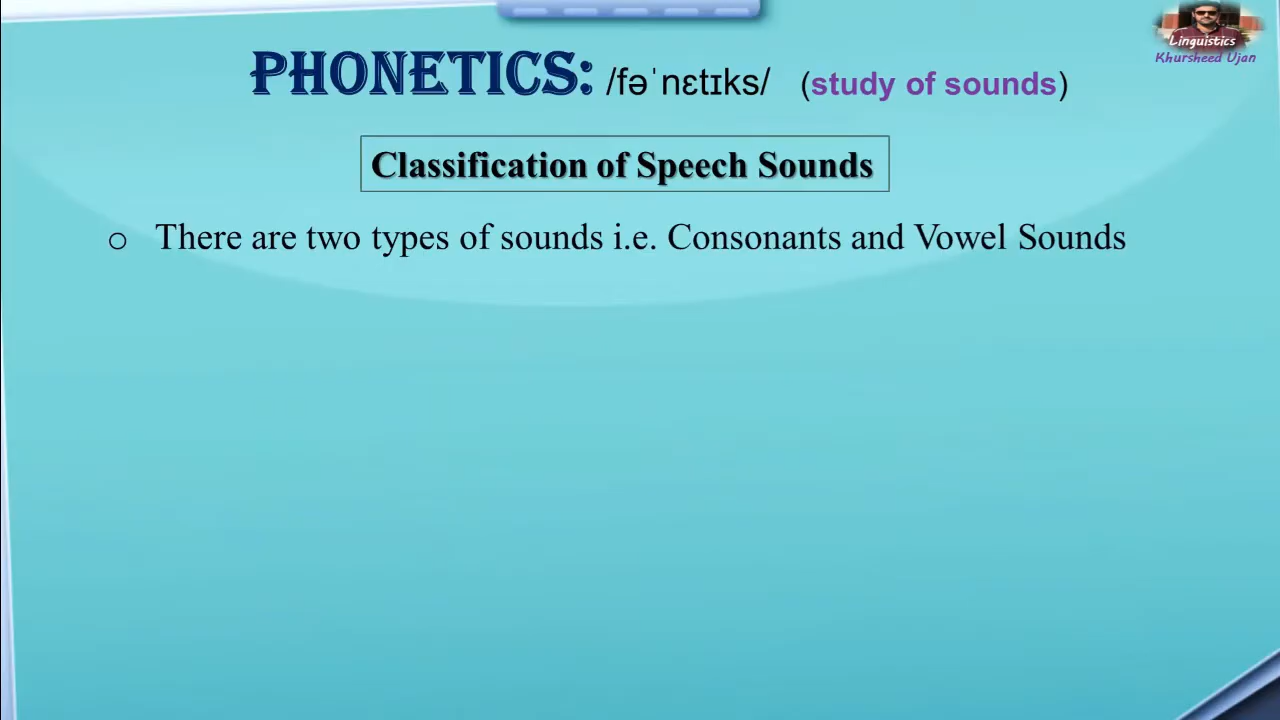 PHONETICS: /fəˈnɛtɪks/ (study of sounds)
Linguistics
Khursheed Ujan
Classification of Speech Sounds
o There are two types of sounds i.e. Consonants and Vowel Sounds